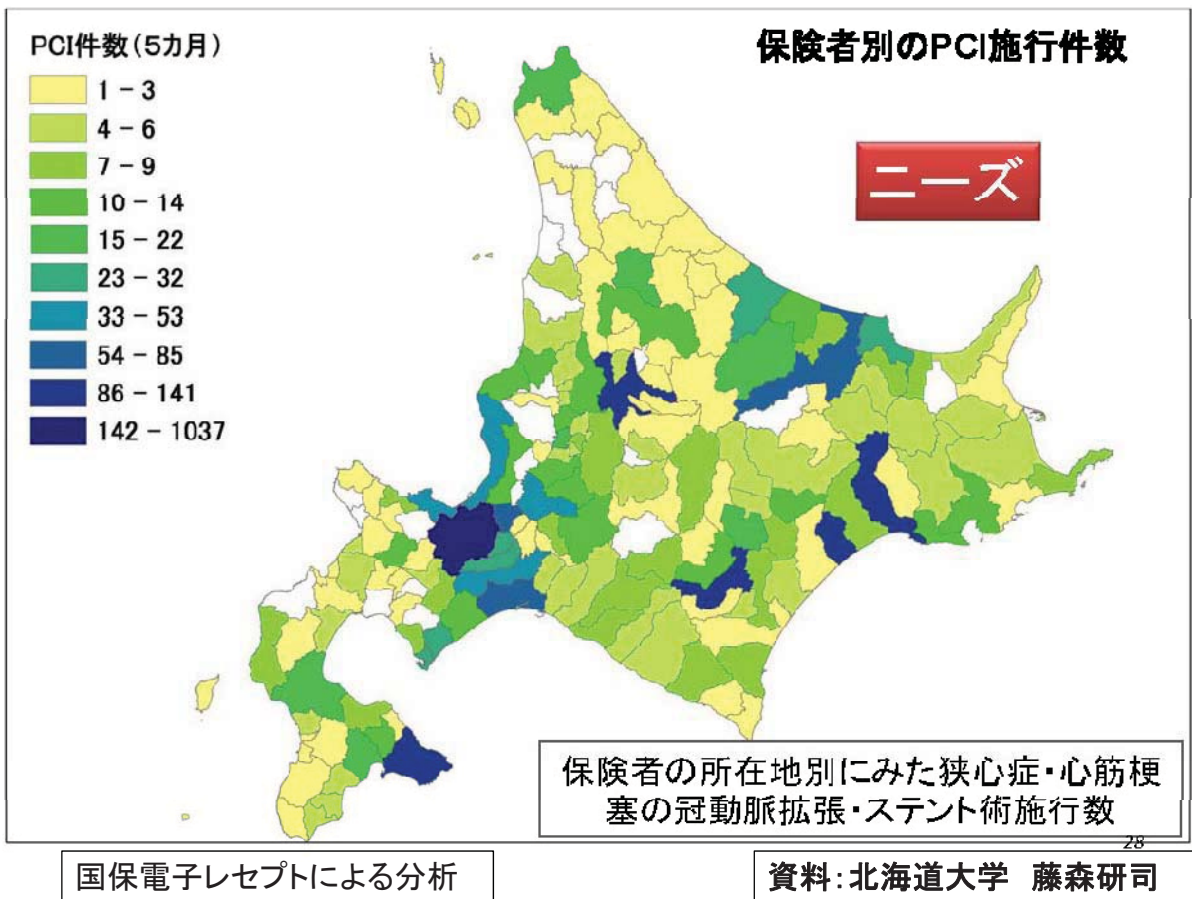 保険者別のPCI施行件数
PCI件数(5カ月)
1 - 3
4 - 6
7 - 9
10 - 14
15 - 22
23 - 32
33 - 53
54 - 85
86 - 141
142 - 1037
ニーズ
保険者の所在地別にみた狭心症・心筋梗
塞の冠動脈拡張・ステント術施行数
28
国保電子レセプトによる分析
資料:北海道大学 藤森研司